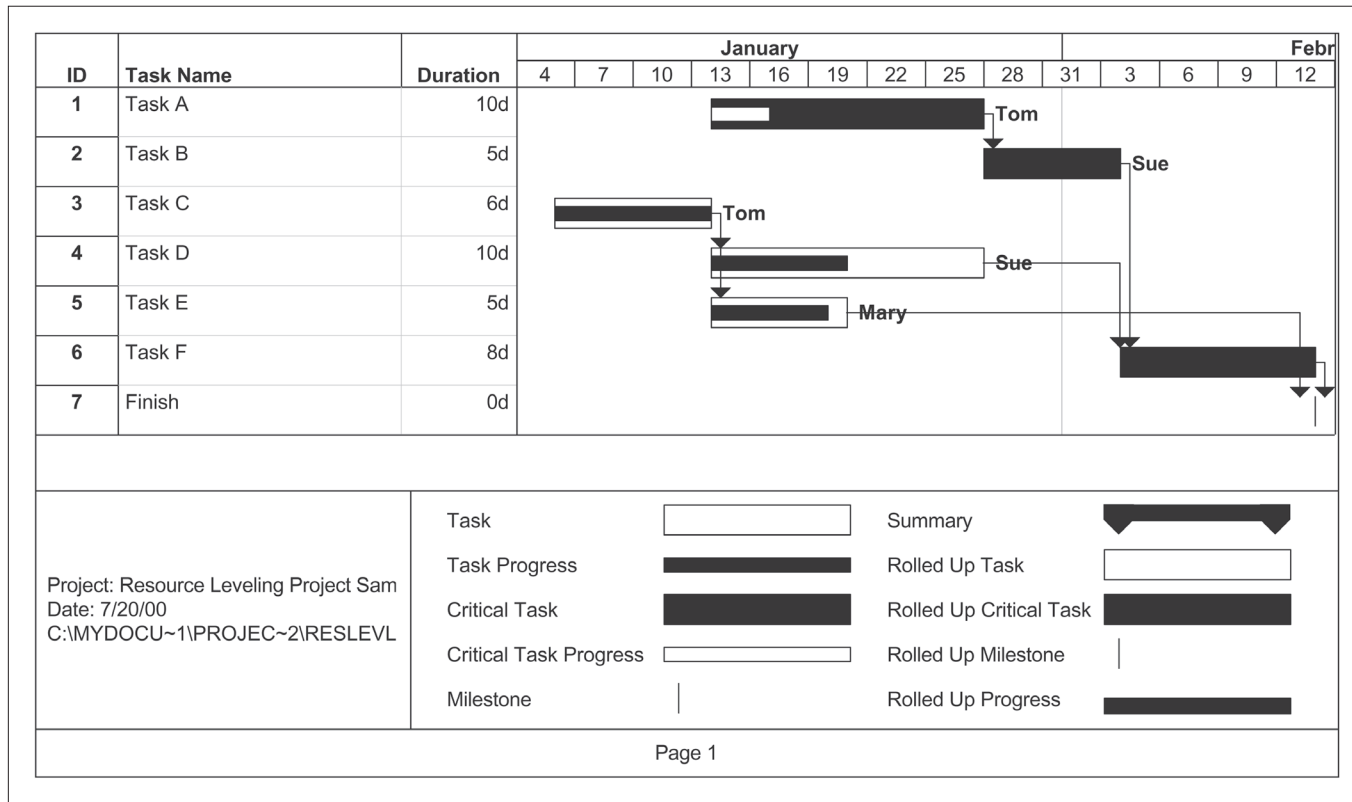 January Febr
ID Task Name Duration 4 7 10 13 16 19 22 25 28 31 3 6 9 12
1 Task A 10d Tom
2 Task B 5d Sue
3 Task C 6d Tom
4 Task D 10d Sue
5 Task E 5d Mary
6 Task F 8d
7 Finish 0d
Project: Resource Leveling Project Sam
Date: 7/20/00
C:\MYDOCU~1\PROJEC~2\RESLEVL
Task
Task Progress
Critical Task
Critical Task Progress
Milestone
Summary
Rolled Up Task
Rolled Up Critical Task
Rolled Up Milestone
Rolled Up Progress
Page 1